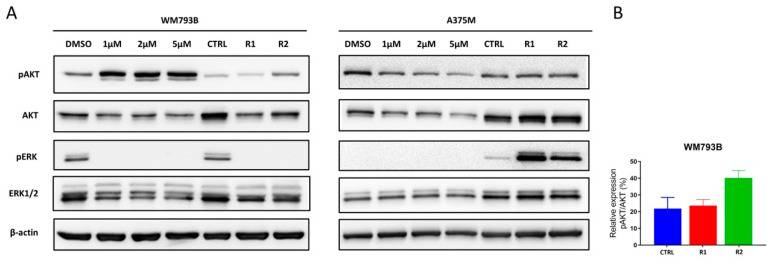 A
WM793B
DMSO 1μM 2μM 5μM CTRL R1 R2
A375M
DMSO 1μM 2μM 5μM CTRL R1 R2
pAKT
AKT
pERK
ERK1/2
β-actin
B
WM793B
Relative expression
pAKT/AKT (%)
50
40
30
20
10
0
CTRL R1 R2